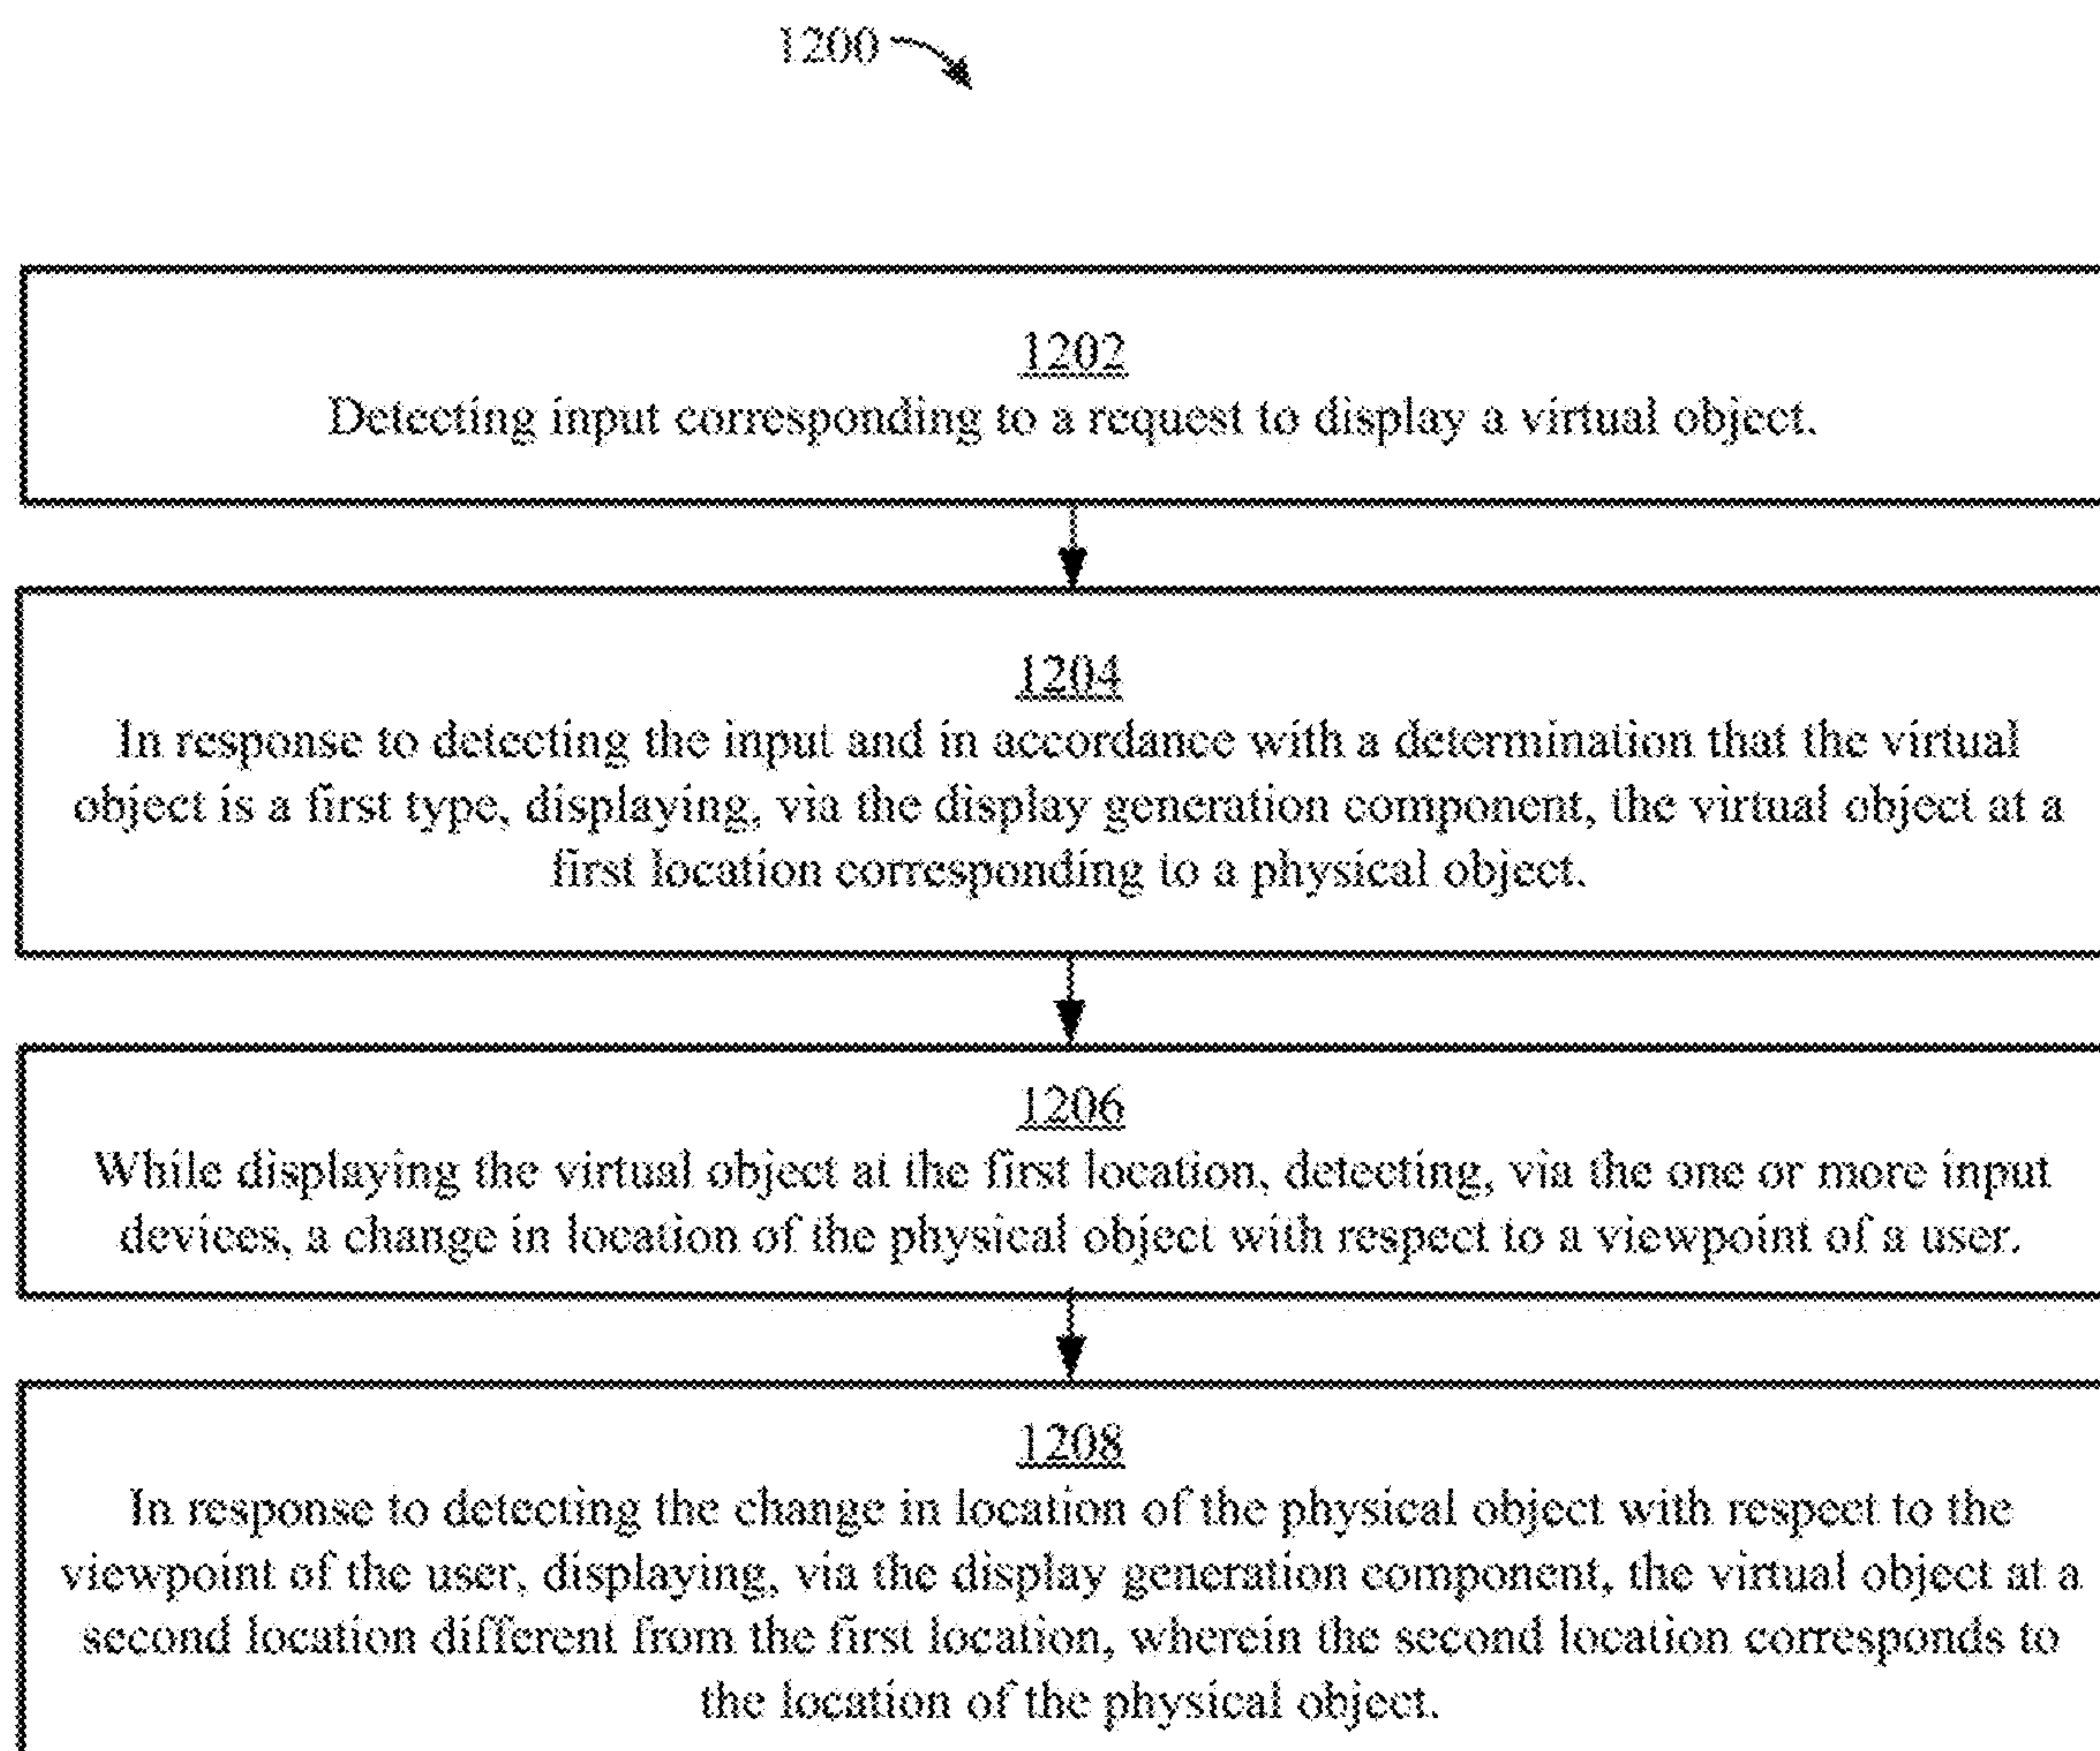 1200
1202
Detecting input corresponding to a request to display a virtual object.
1204
In response to detecting the input and in accordance with a determination that the virtual
object is a first type, displaying, via the display generation component, the virtual object at a
first location corresponding to a physical object.
1206
While displaying the virtual object at the first location, detecting, via the one or more input
devices, a change in location of the physical object with respect to a viewpoint of a user.
1208
In response to detecting the change in location of the physical object with respect to the
viewpoint of the user, displaying, via the display generation component, the virtual object at a
second location different from the first location, wherein the second location corresponds to
the location of the physical object.